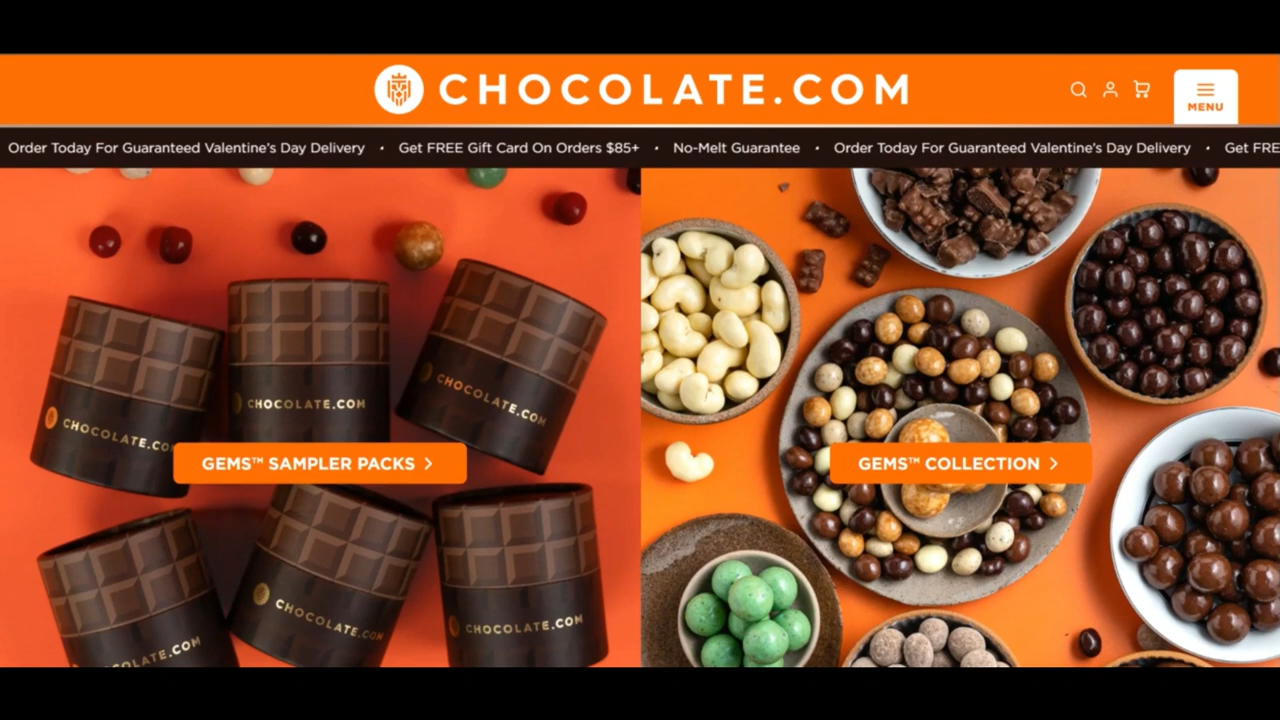 CHOCOLATE.COM
MENU
Order Today For Guaranteed Valentine's Day Delivery • Get FREE Gift Card On Orders $85+ • No-Melt Guarantee • Order Today For Guaranteed Valentine's Day Delivery • Get FRE
CHOCOLATE.COM
CHOCOLATE.COM
CHOCOLATE.CO
GEMS™ SAMPLER PACKS >
GEMS™ COLLECTION >
CHOCOLATE.COM
CHOCOLATE.COM
LATE.COM